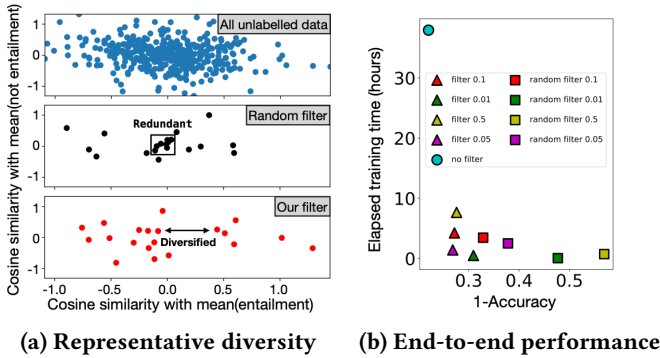 All unlabelled data
Random filter
Redundant
Our filter
Diversified
1
0
−1
1
0
−1
1
0
−1
-1.0
-0.5
0.0
0.5
1.0
Cosine similarity with mean(not entailment)
Cosine similarity with mean(entailment)
(a) Representative diversity
30
20
10
0
Elapsed training time (hours)
filter 0.1
filter 0.01
filter 0.5
filter 0.05
no filter
random filter 0.1
random filter 0.01
random filter 0.5
random filter 0.05
0.3
0.4
0.5
1-Accuracy
(b) End-to-end performance